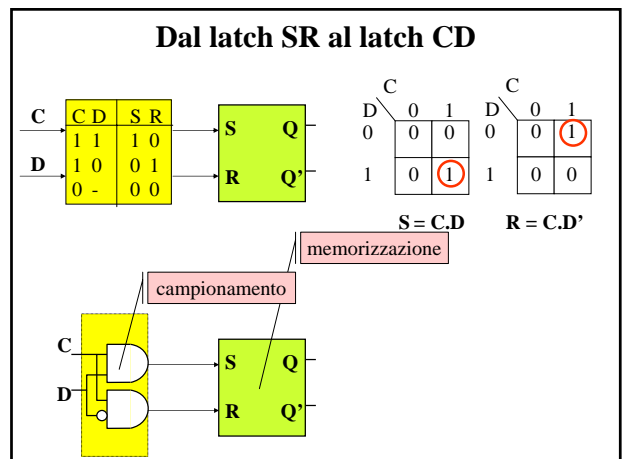 Dal latch SR al latch CD
C
D
C D S R
1 1 1 0
1 0 0 1
0 - 0 0
S Q
R Q'
C
D 0 1
0 0 0
1 0 1
S = C.D
C
D 0 1
0 0 1
1 0 0
R = C.D'
memorizzazione
campionamento
C
D
S Q
R Q'